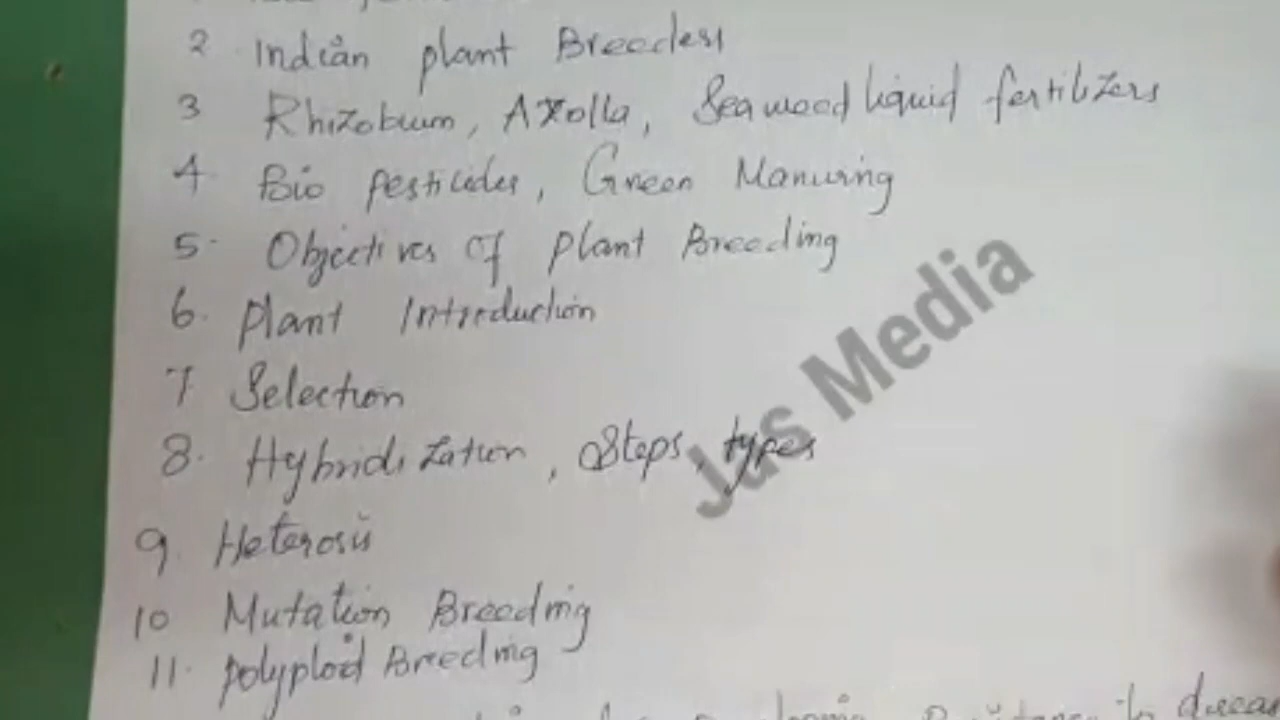 2 Indian plant Breeders
3 Rhizobium, Azolla, Seaweed liquid fertilizers
4 Bio pesticides, Green Manuring
5. Objectives of plant Breeding
6. plant Introduction
7 Selection
8. Hybridization, Steps, types
9. Heterosis
10 Mutation Breeding
11. polyploid Breeding
Jas Media